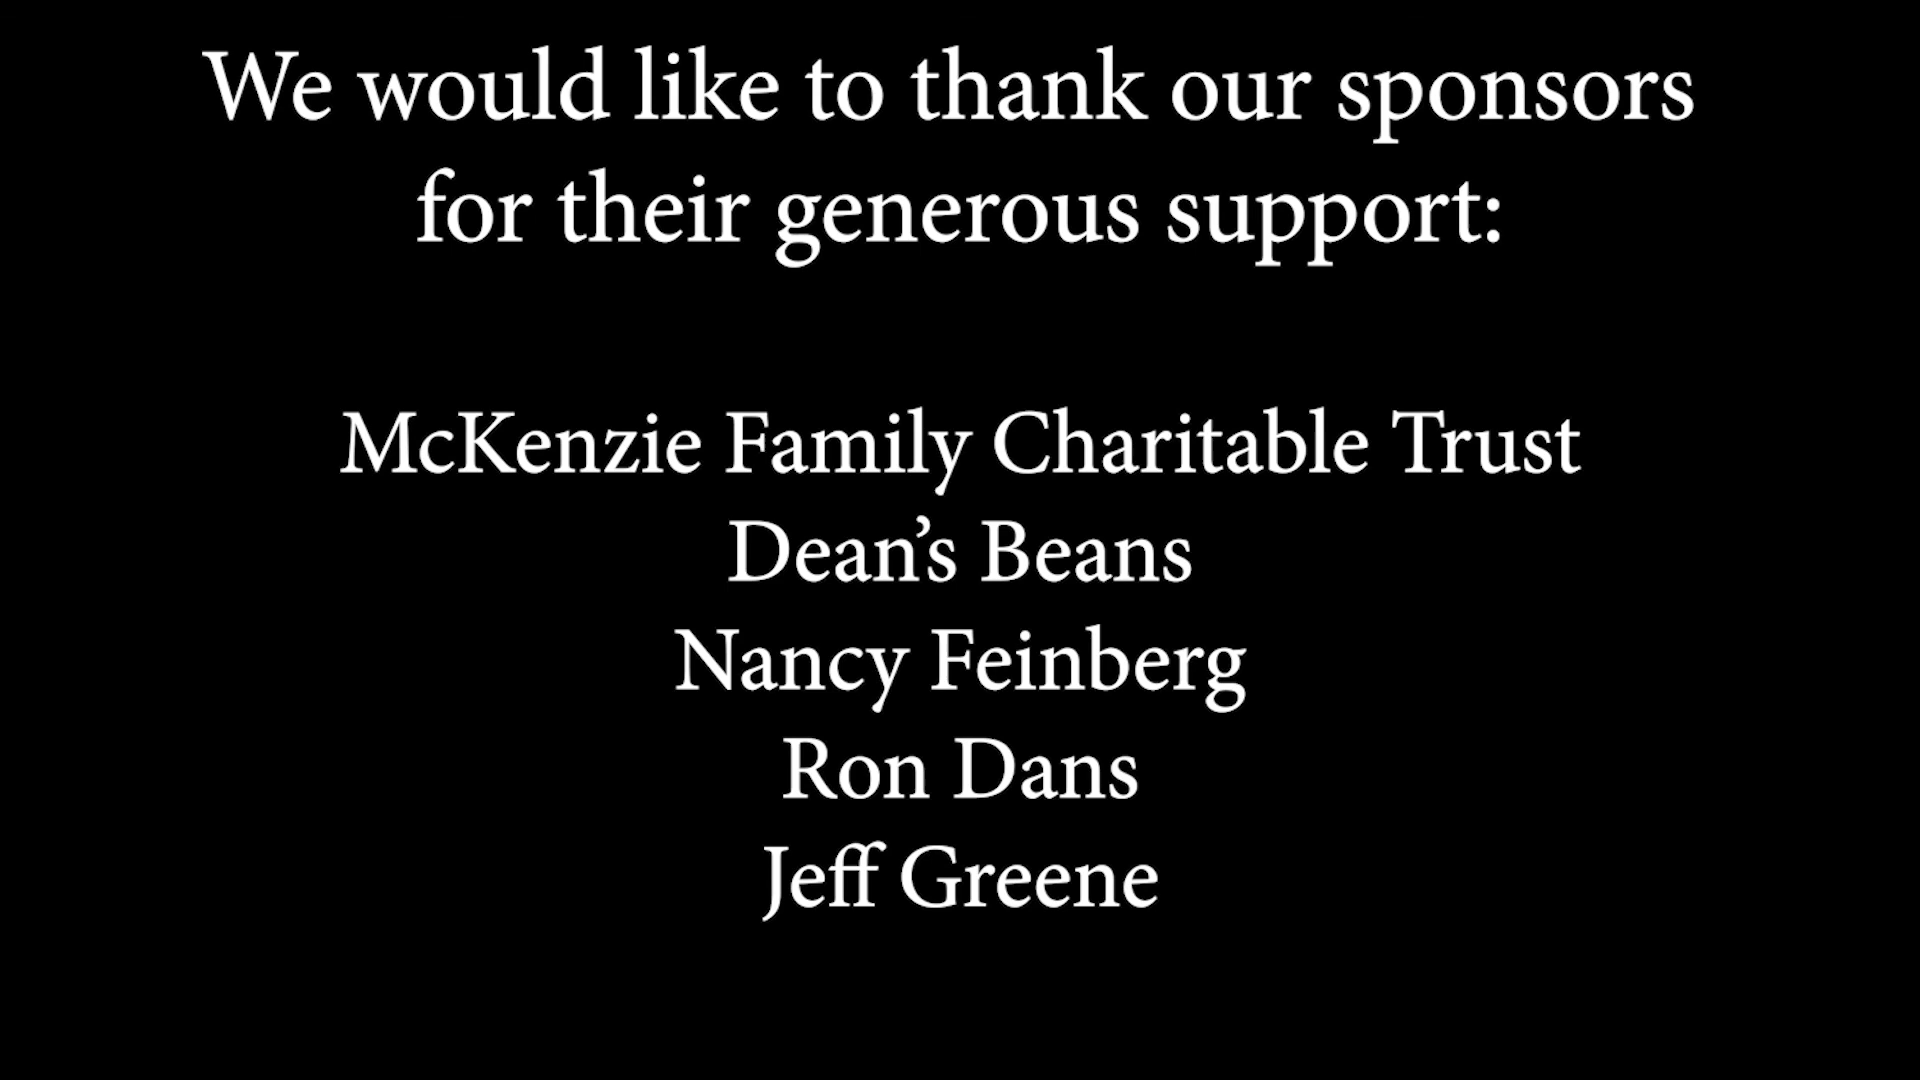 We would like to thank our sponsors
for their generous support:
McKenzie Family Charitable Trust
Dean’s Beans
Nancy Feinberg
Ron Dans
Jeff Greene